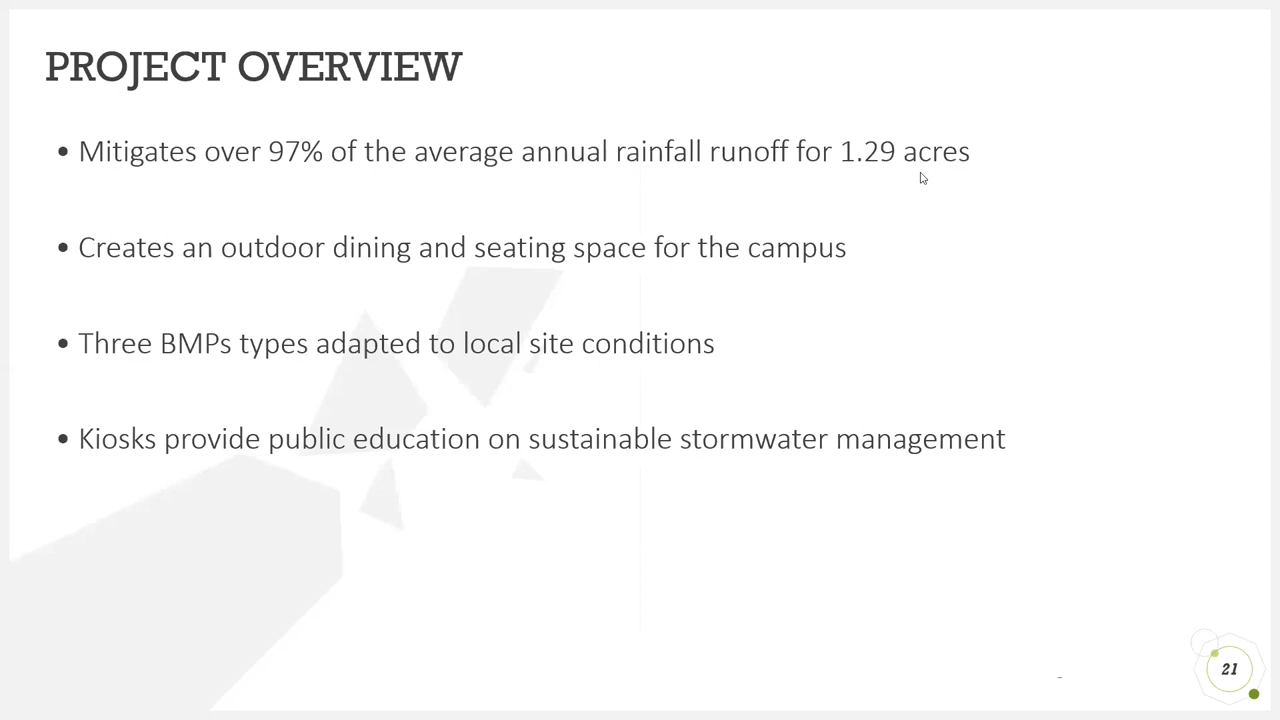 PROJECT OVERVIEW
• Mitigates over 97% of the average annual rainfall runoff for 1.29 acres
• Creates an outdoor dining and seating space for the campus
• Three BMPs types adapted to local site conditions
• Kiosks provide public education on sustainable stormwater management
21